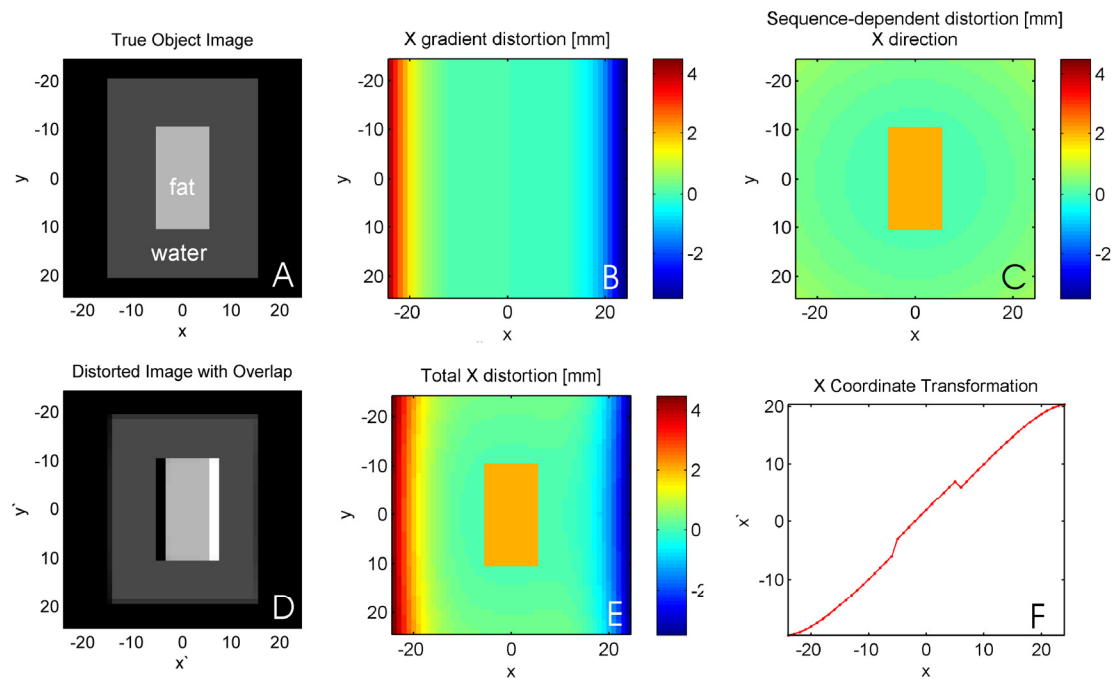 True Object Image
-20
-10
0
10
20
y
-20 -10 0 10 20
x
fat
water
A
X gradient distortion [mm]
-20
-10
0
10
20
y
-20 0 20
x
4
2
0
-2
B
Sequence-dependent distortion [mm]
X direction
-20
-10
0
10
20
y
-20 0 20
x
4
2
0
-2
C
Distorted Image with Overlap
-20
-10
0
10
20
y`
-20 -10 0 10 20
x`
D
Total X distortion [mm]
-20
-10
0
10
20
y
-20 0 20
x
4
2
0
-2
E
X Coordinate Transformation
20
10
0
-10
x`
-20 -10 0 10 20
x
F